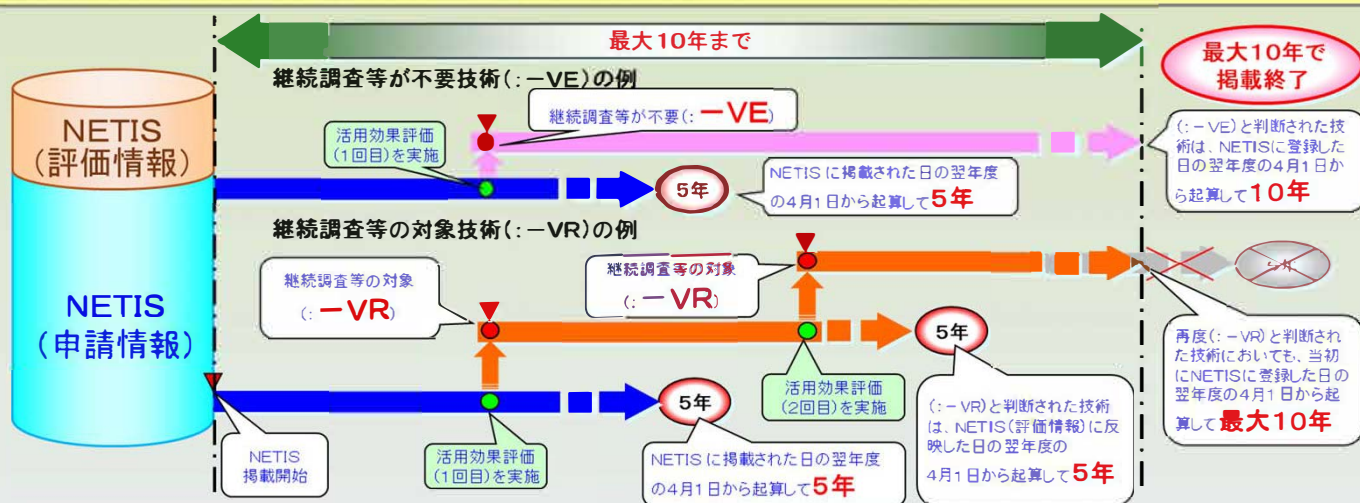 最大10年まで
最大10年で
掲載終了
継続調査等が不要技術(:-VE)の例
NETIS
(評価情報)
活用効果評価
(1回目)を実施
継続調査等が不要(:-VE)
5年
NETISに掲載された日の翌年度
の4月1日から起算して5年
(:-VE)と判断された技
術は、NETISに登録した
日の翌年度の4月1日か
ら起算して10年
継続調査等の対象技術(:-VR)の例
NETIS
(申請情報)
継続調査等の対象
(:-VR)
継続調査等の対象
(:-VR)
5年
再度(:-VR)と判断され
た技術においても、当初
にNETISに登録した日の
翌年度の4月1日から起
算して最大10年
NETIS
掲載開始
活用効果評価
(1回目)を実施
5年
NETISに掲載された日の翌年度
の4月1日から起算して5年
活用効果評価
(2回目)を実施
(:-VR)と判断された技術
は、NETIS(評価情報)に反
映した日の翌年度の
4月1日から起算して5年